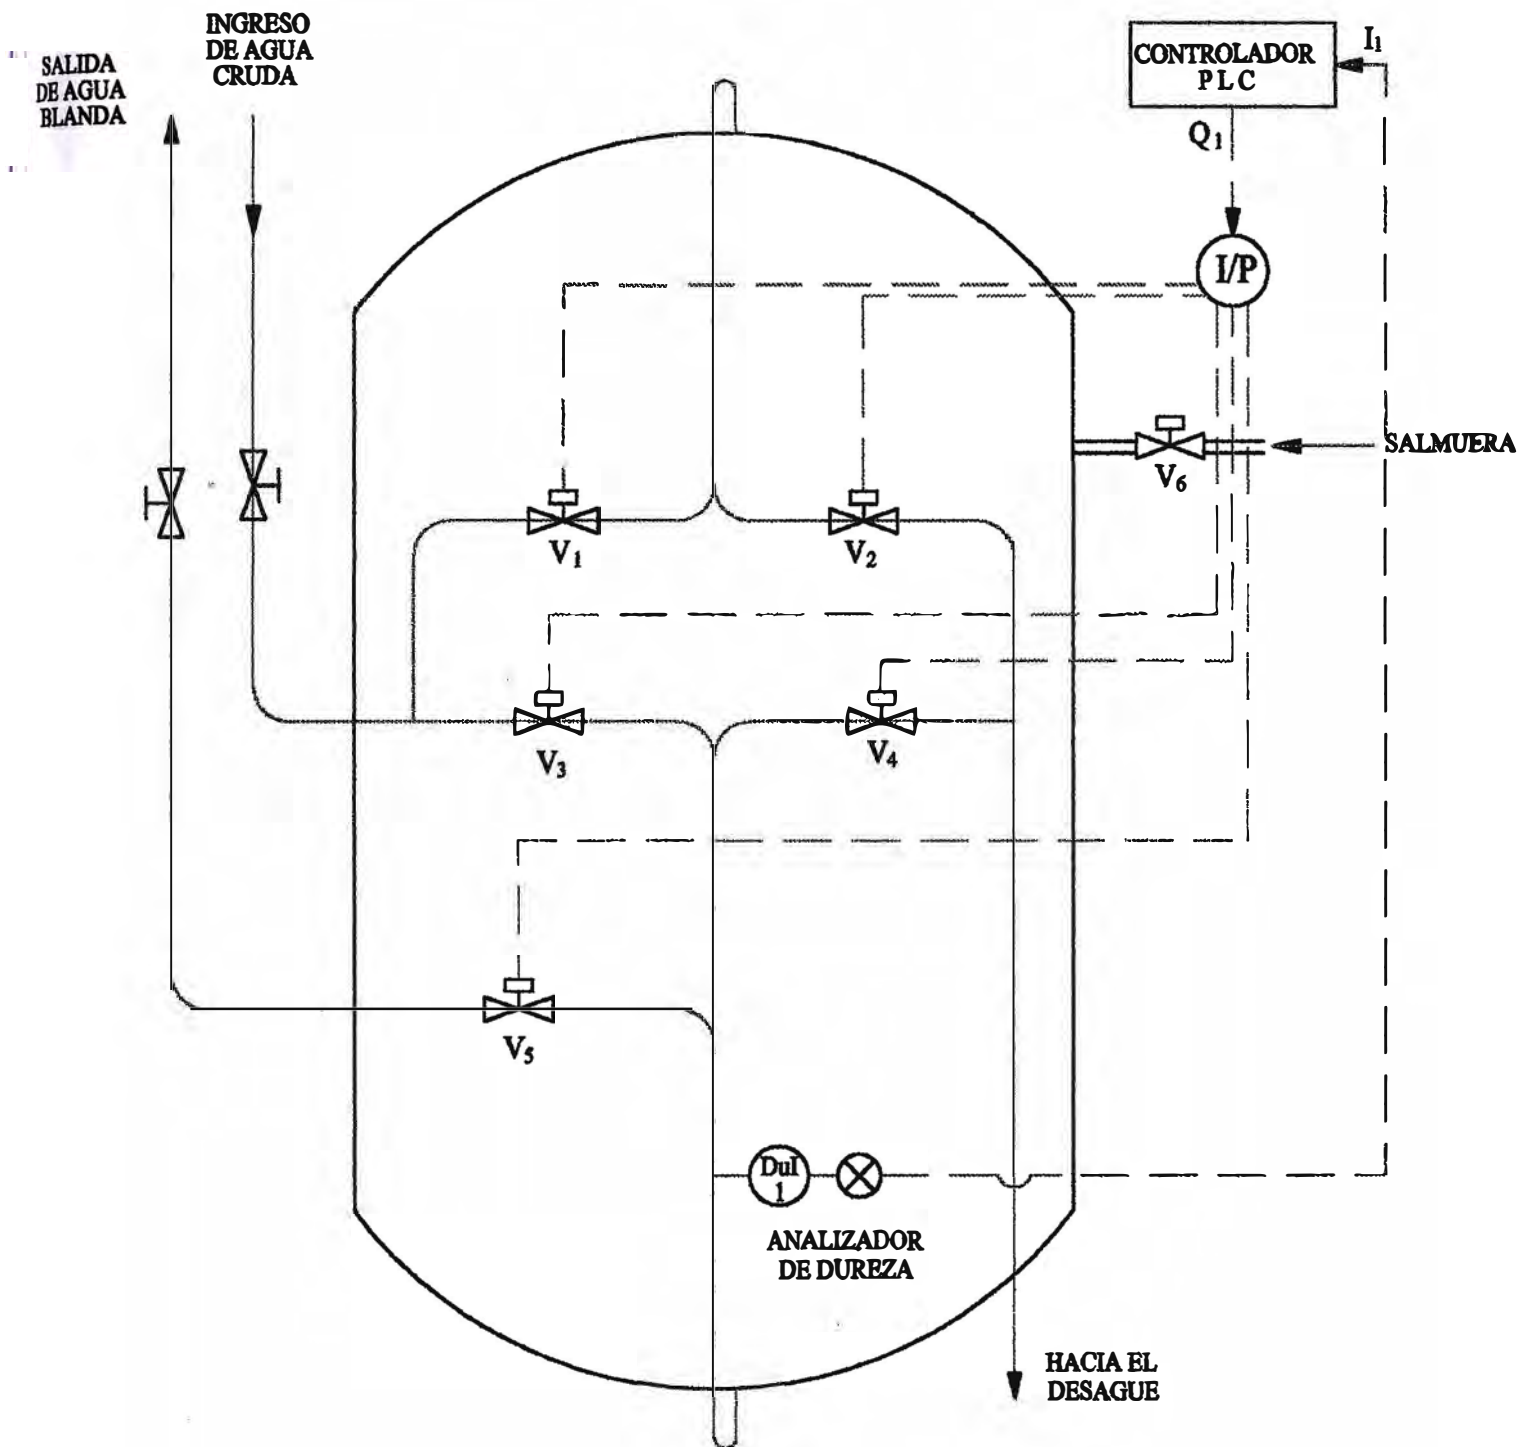 INGRESO
DE AGUA
CRUDA
SALIDA
DE AGUA
BLANDA
CONTROLADOR
PLC
I1
Q1
I/P
SALMUERA
V6
V1
V2
V3
V4
V5
DuI
1
ANALIZADOR
DE DUREZA
HACIA EL
DESAGUE